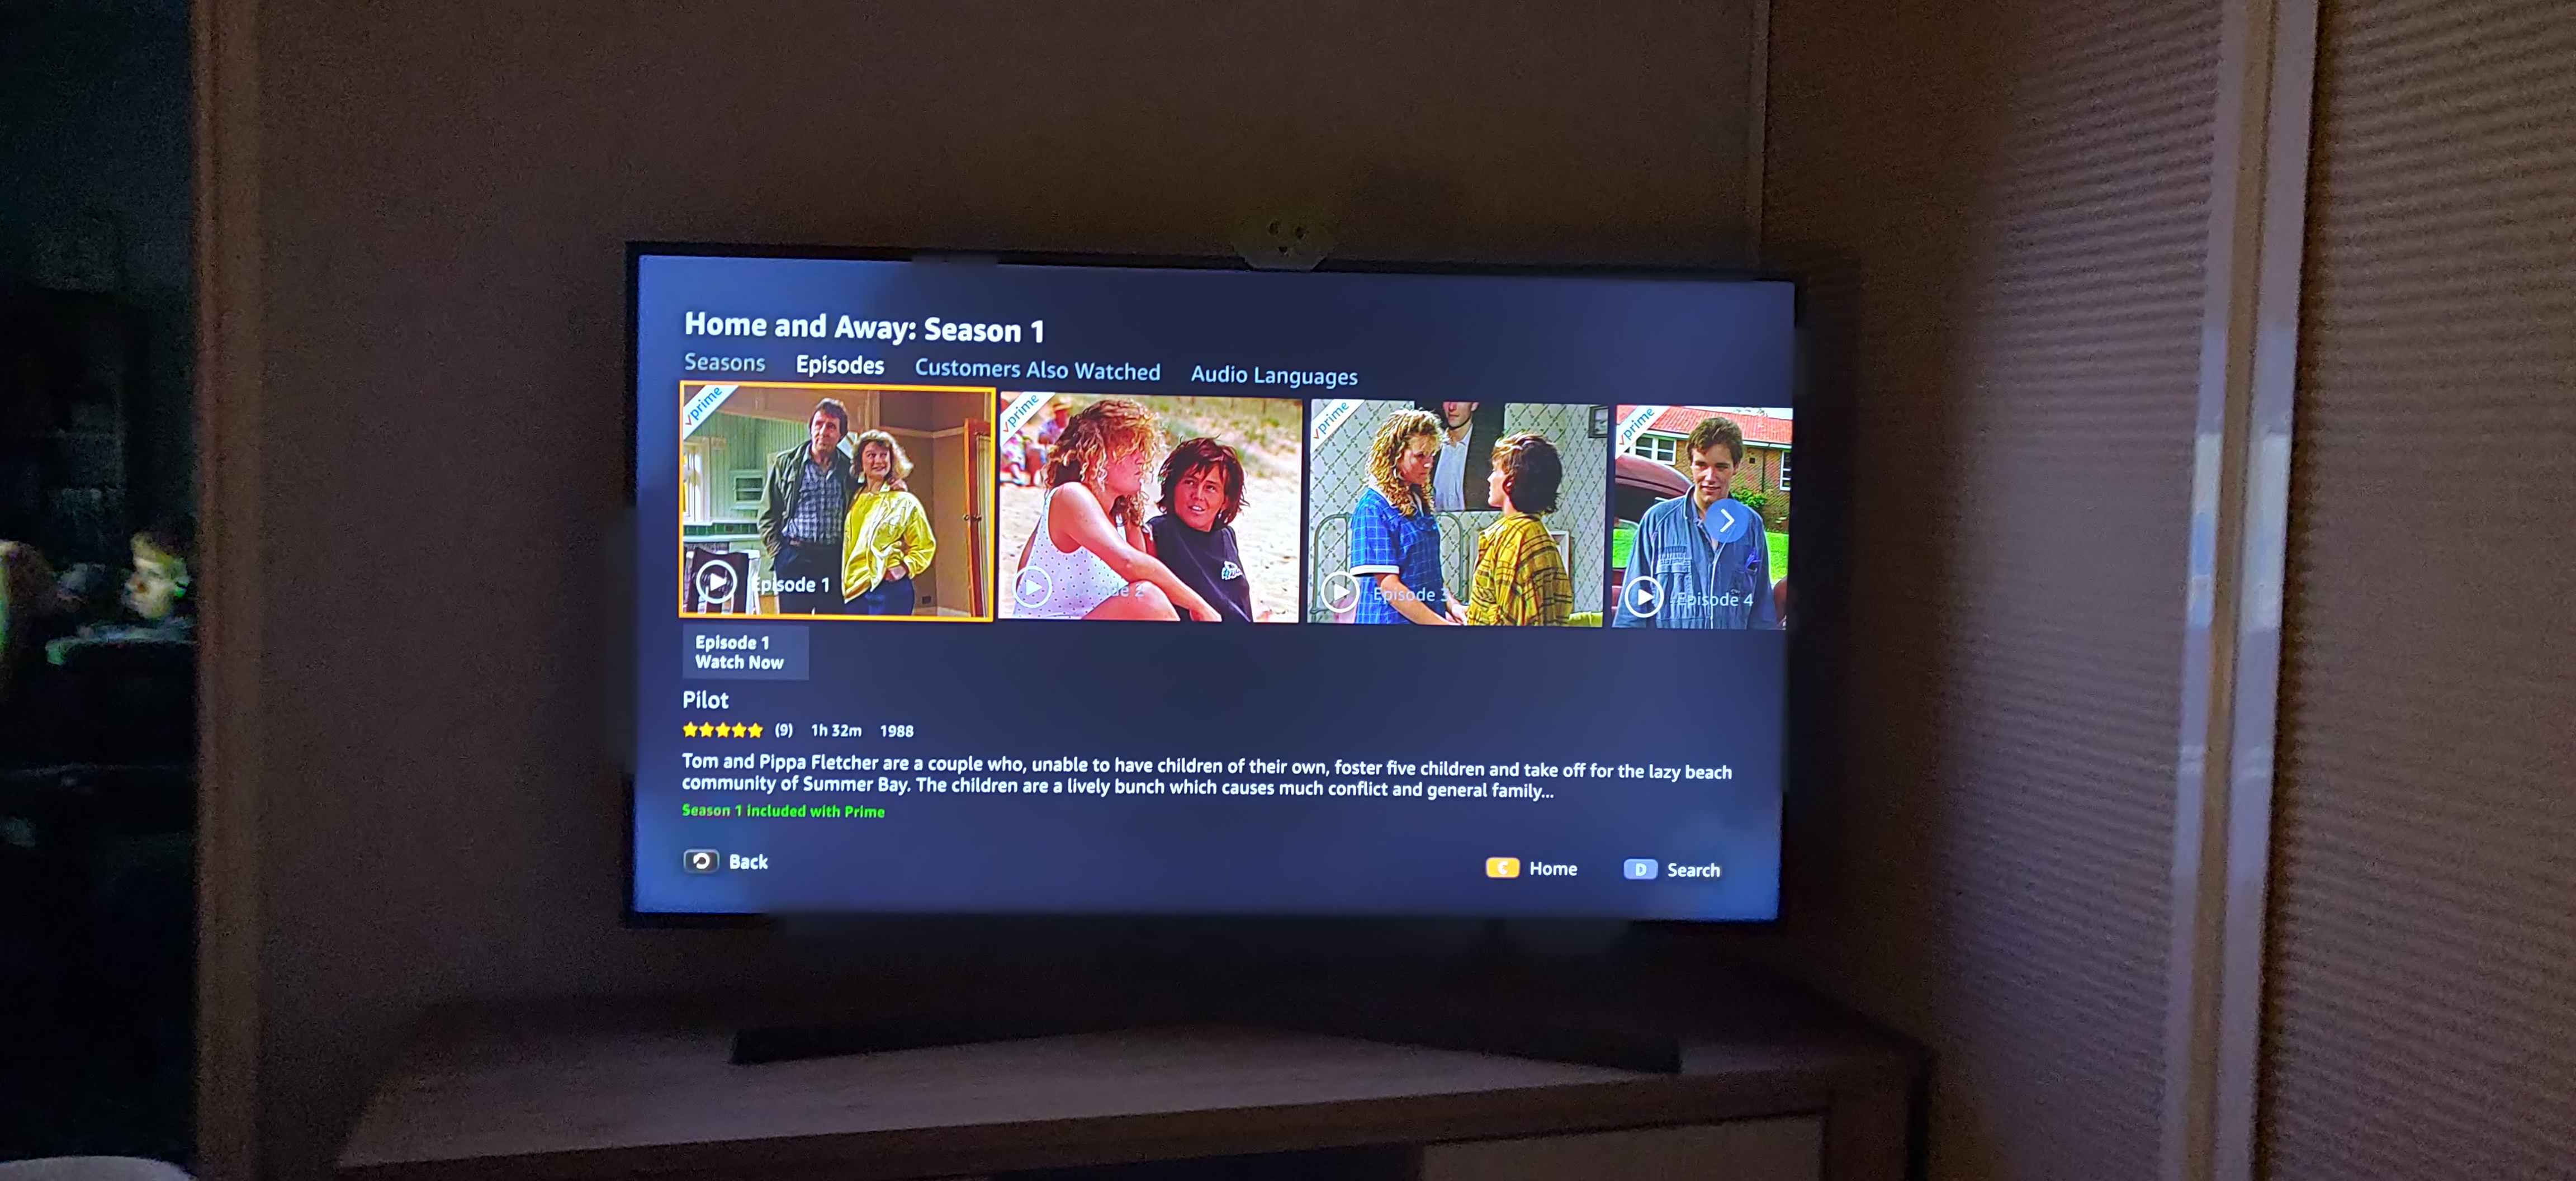 Home and Away: Season 1
Seasons Episodes Customers Also Watched Audio Languages
prime prime prime prime
Episode 1 Episode 3 Episode 4
Episode 1
Watch Now
Pilot
(9) 1h 32m 1988
Tom and Pippa Fletcher are a couple who, unable to have children of their own, foster five children and take off for the lazy beach
community of Summer Bay. The children are a lively bunch which causes much conflict and general family...
Season 1 included with Prime
Back C Home D Search